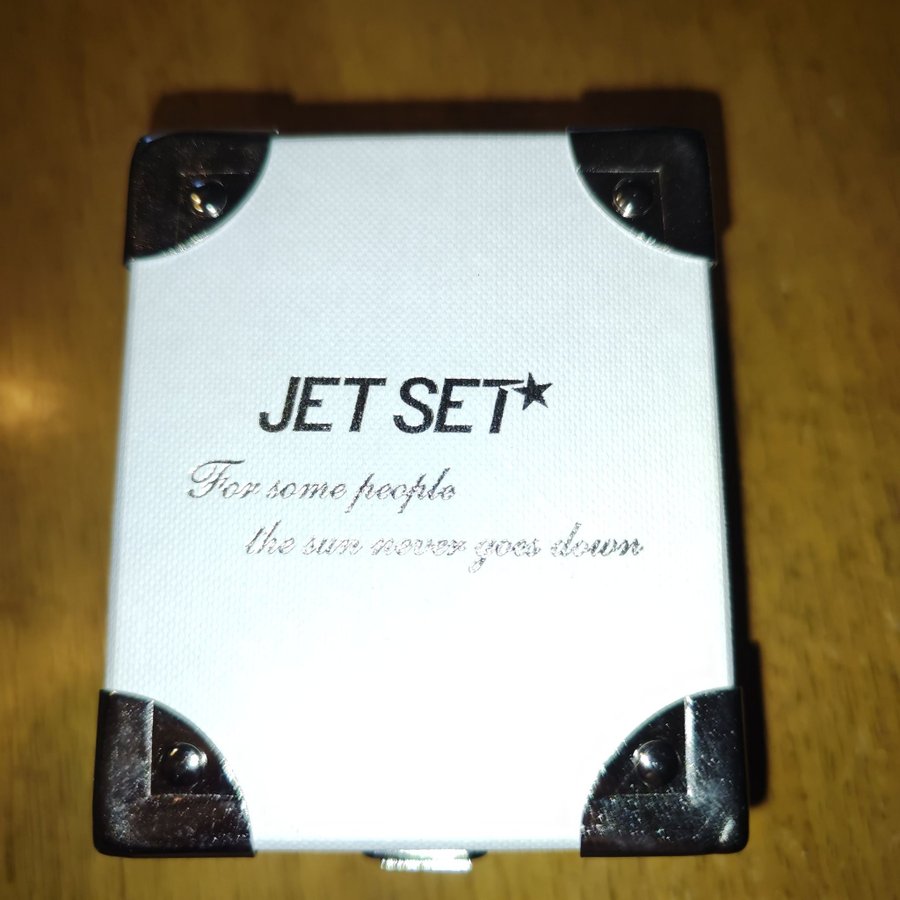 JET SET★
For some people
the sun never goes down